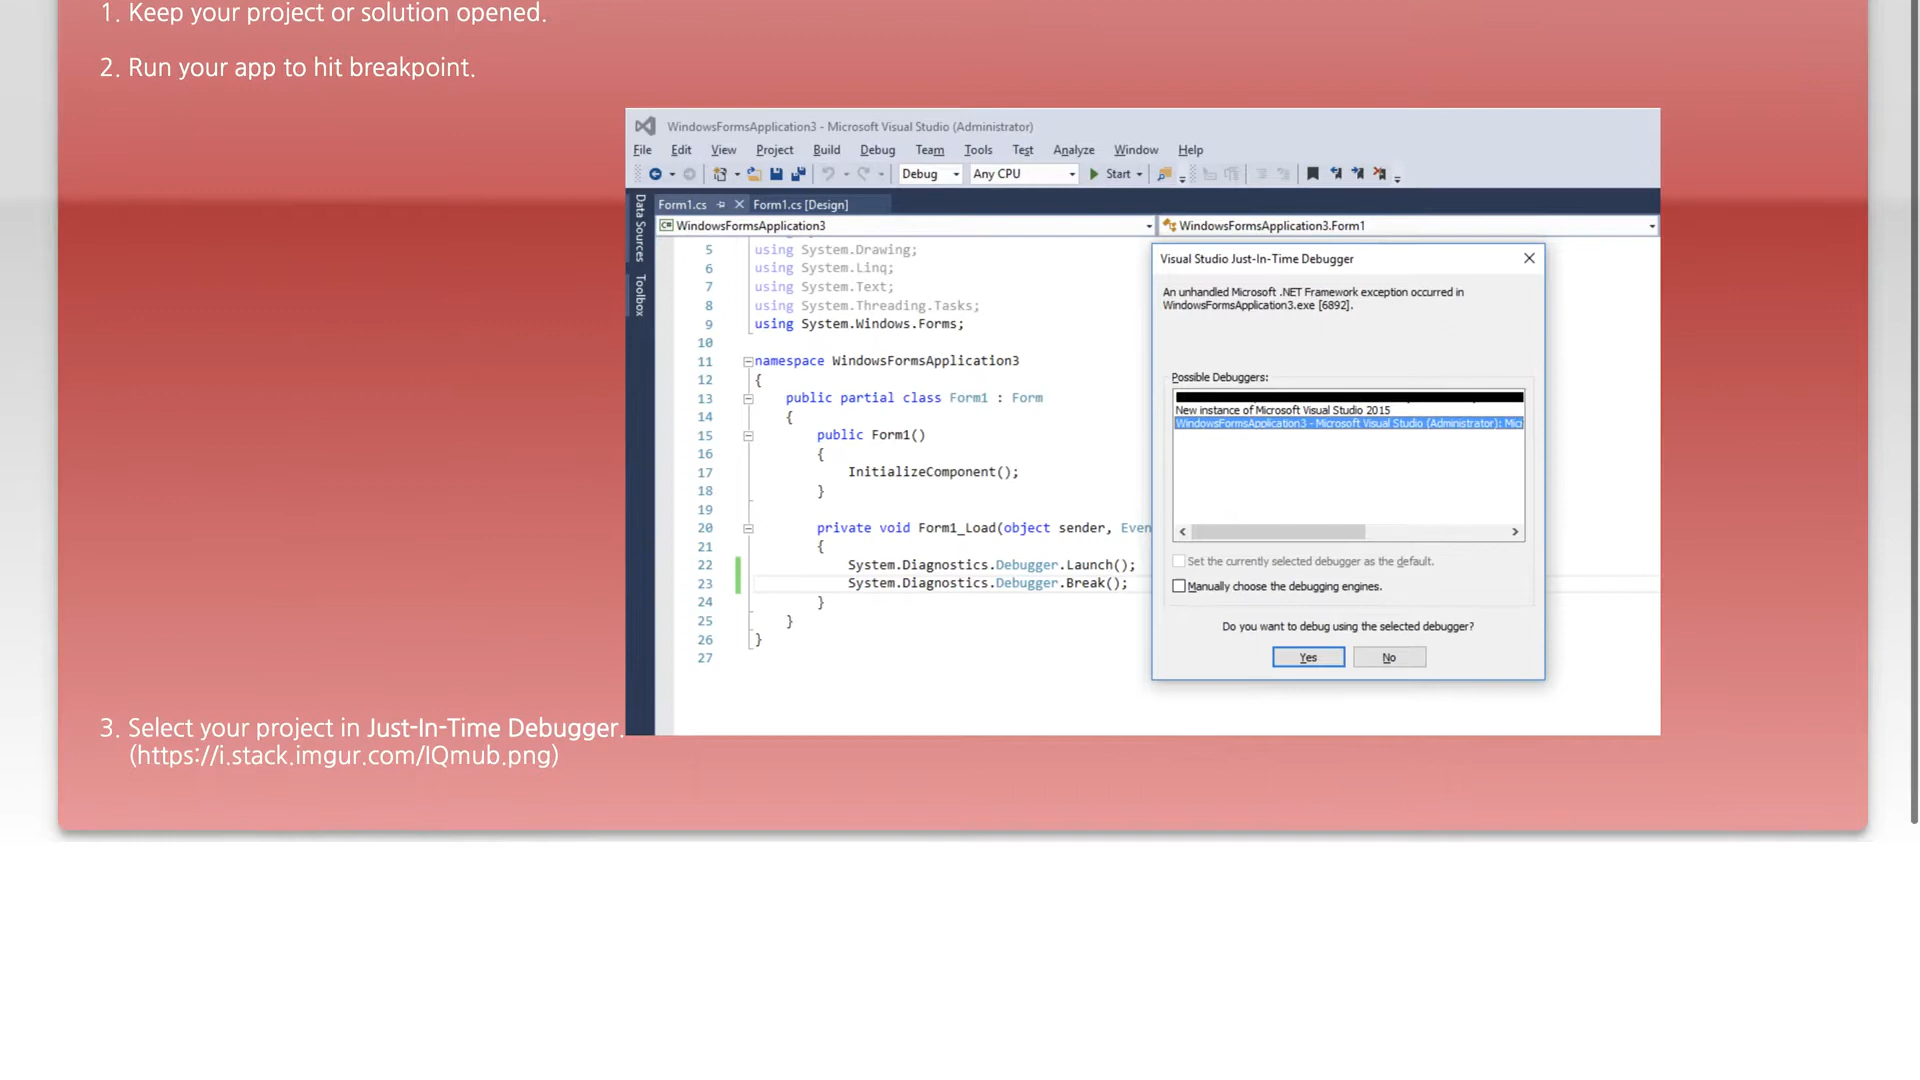 1. Keep your project or solution opened.
2. Run your app to hit breakpoint.
WindowsFormsApplication3 - Microsoft Visual Studio (Administrator)
File Edit View Project Build Debug Team Tools Test Analyze Window Help
Debug Any CPU Start
Data Sources
Toolbox
Form1.cs Form1.cs [Design]
WindowsFormsApplication3 WindowsFormsApplication3.Form1
5 using System.Drawing;
6 using System.Linq;
7 using System.Text;
8 using System.Threading.Tasks;
9 using System.Windows.Forms;
10
11 namespace WindowsFormsApplication3
12 {
13 public partial class Form1 : Form
14 {
15 public Form1()
16 {
17 InitializeComponent();
18 }
19
20 private void Form1_Load(object sender, Even
21 {
22 System.Diagnostics.Debugger.Launch();
23 System.Diagnostics.Debugger.Break();
24 }
25 }
26 }
27
Visual Studio Just-In-Time Debugger
An unhandled Microsoft .NET Framework exception occurred in
WindowsFormsApplication3.exe [6892].
Possible Debuggers:
New instance of Microsoft Visual Studio 2015
WindowsFormsApplication3 - Microsoft Visual Studio (Administrator): Mic
Set the currently selected debugger as the default.
Manually choose the debugging engines.
Do you want to debug using the selected debugger?
Yes No
3. Select your project in Just-In-Time Debugger.
(https://i.stack.imgur.com/IQmub.png)